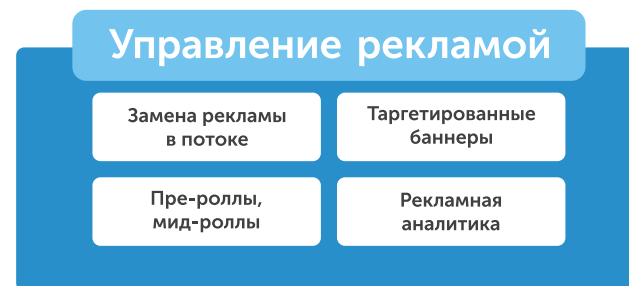 Управление рекламой
Замена рекламы
в потоке
Таргетированные
баннеры
Пре-роллы,
мид-роллы
Рекламная
аналитика